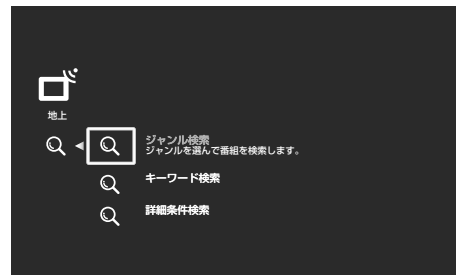 地上
ジャンル検索
ジャンルを選んで番組を検索します。
キーワード検索
詳細条件検索